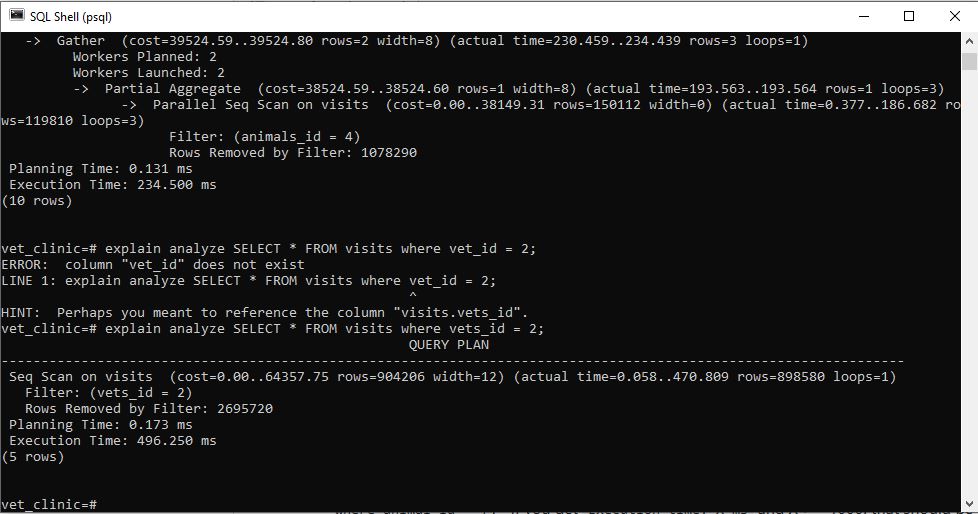 SQL Shell (psql)
-> Gather (cost=39524.59..39524.80 rows=2 width=8) (actual time=230.459..234.439 rows=3 loops=1)
Workers Planned: 2
Workers Launched: 2
-> Partial Aggregate (cost=38524.59..38524.60 rows=1 width=8) (actual time=193.563..193.564 rows=1 loops=3)
-> Parallel Seq Scan on visits (cost=0.00..38149.31 rows=150112 width=0) (actual time=0.377..186.682 ro
ws=119810 loops=3)
Filter: (animals_id = 4)
Rows Removed by Filter: 1078290
Planning Time: 0.131 ms
Execution Time: 234.500 ms
(10 rows)
vet_clinic=# explain analyze SELECT * FROM visits where vet_id = 2;
ERROR: column "vet_id" does not exist
LINE 1: explain analyze SELECT * FROM visits where vet_id = 2;
^
HINT: Perhaps you meant to reference the column "visits.vets_id".
vet_clinic=# explain analyze SELECT * FROM visits where vets_id = 2;
QUERY PLAN
-----------------------------------------------------------------------------------------------------------------
Seq Scan on visits (cost=0.00..64357.75 rows=904206 width=12) (actual time=0.058..470.809 rows=898580 loops=1)
Filter: (vets_id = 2)
Rows Removed by Filter: 2695720
Planning Time: 0.173 ms
Execution Time: 496.250 ms
(5 rows)
vet_clinic=#